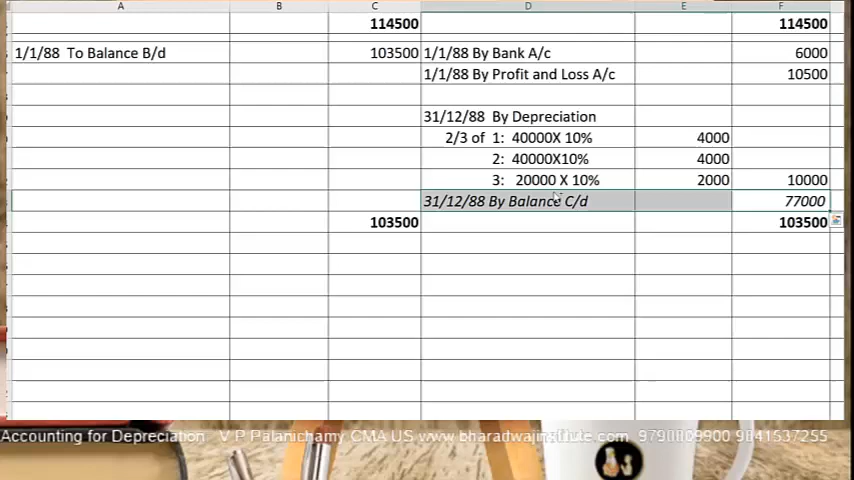 A B C D E F
114500 114500
1/1/88 To Balance B/d 103500 1/1/88 By Bank A/c 6000
1/1/88 By Profit and Loss A/c 10500
31/12/88 By Depreciation
2/3 of 1: 40000X 10% 4000
2: 40000X10% 4000
3: 20000 X 10% 2000 10000
31/12/88 By Balance C/d 77000
103500 103500
Accounting for Depreciation V P Palanichamy CMA US